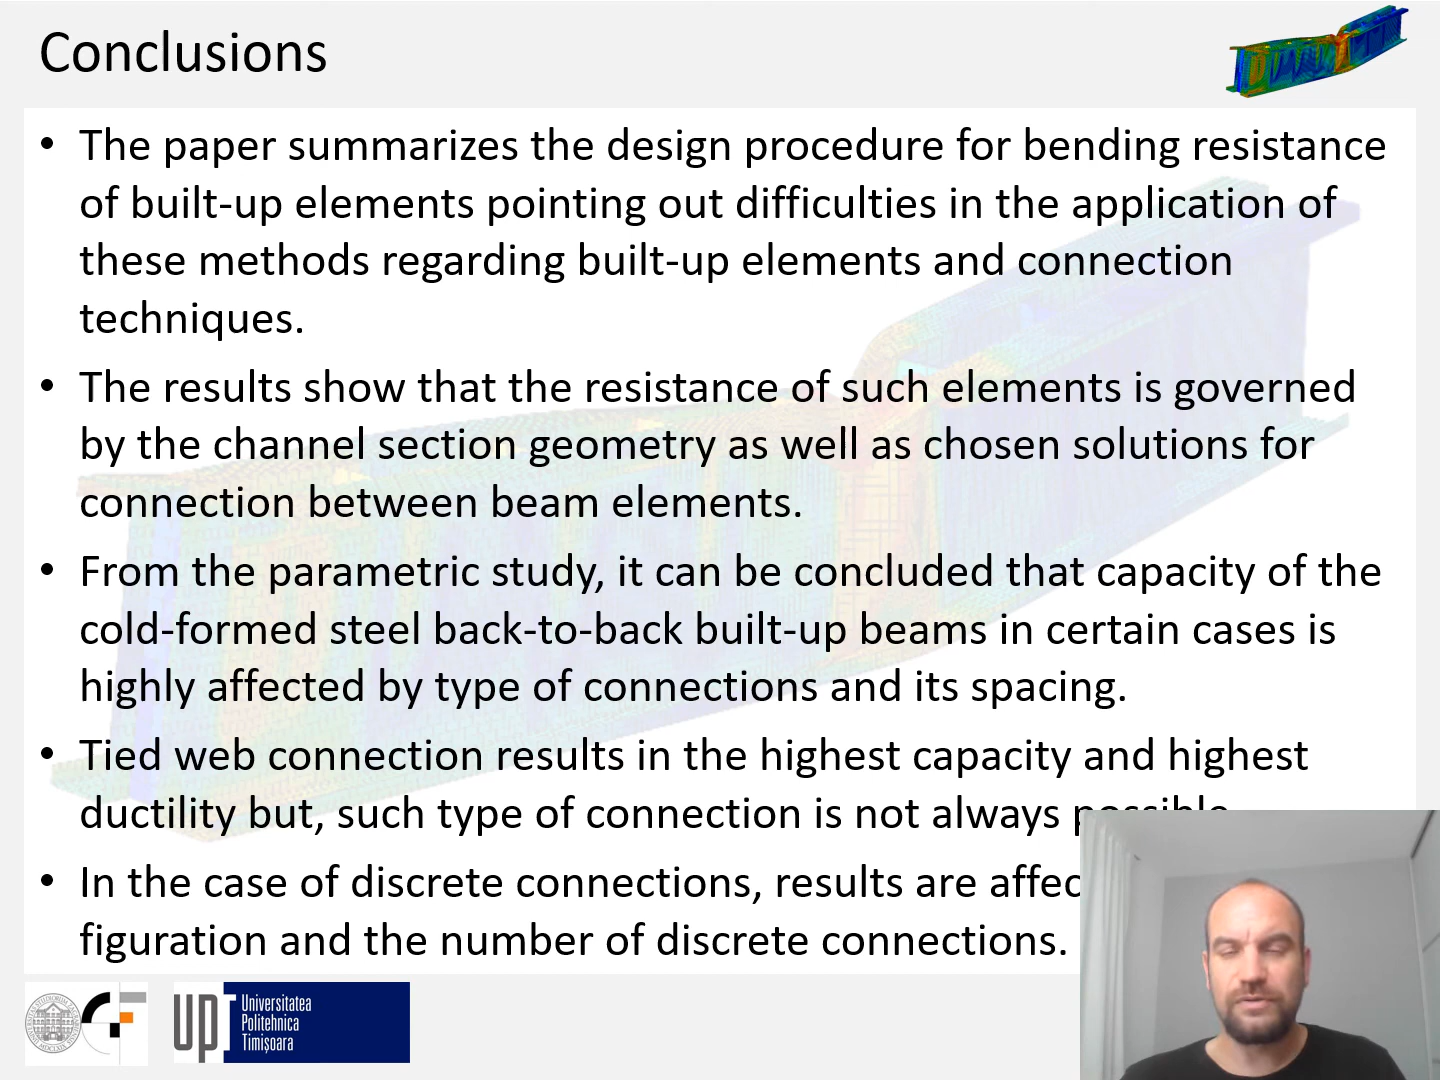 Conclusions
• The paper summarizes the design procedure for bending resistance
of built-up elements pointing out difficulties in the application of
these methods regarding built-up elements and connection
techniques.
• The results show that the resistance of such elements is governed
by the channel section geometry as well as chosen solutions for
connection between beam elements.
• From the parametric study, it can be concluded that capacity of the
cold-formed steel back-to-back built-up beams in certain cases is
highly affected by type of connections and its spacing.
• Tied web connection results in the highest capacity and highest
ductility but, such type of connection is not always possible
• In the case of discrete connections, results are affec
figuration and the number of discrete connections.
UPT
Universitatea
Politehnica
Timișoara